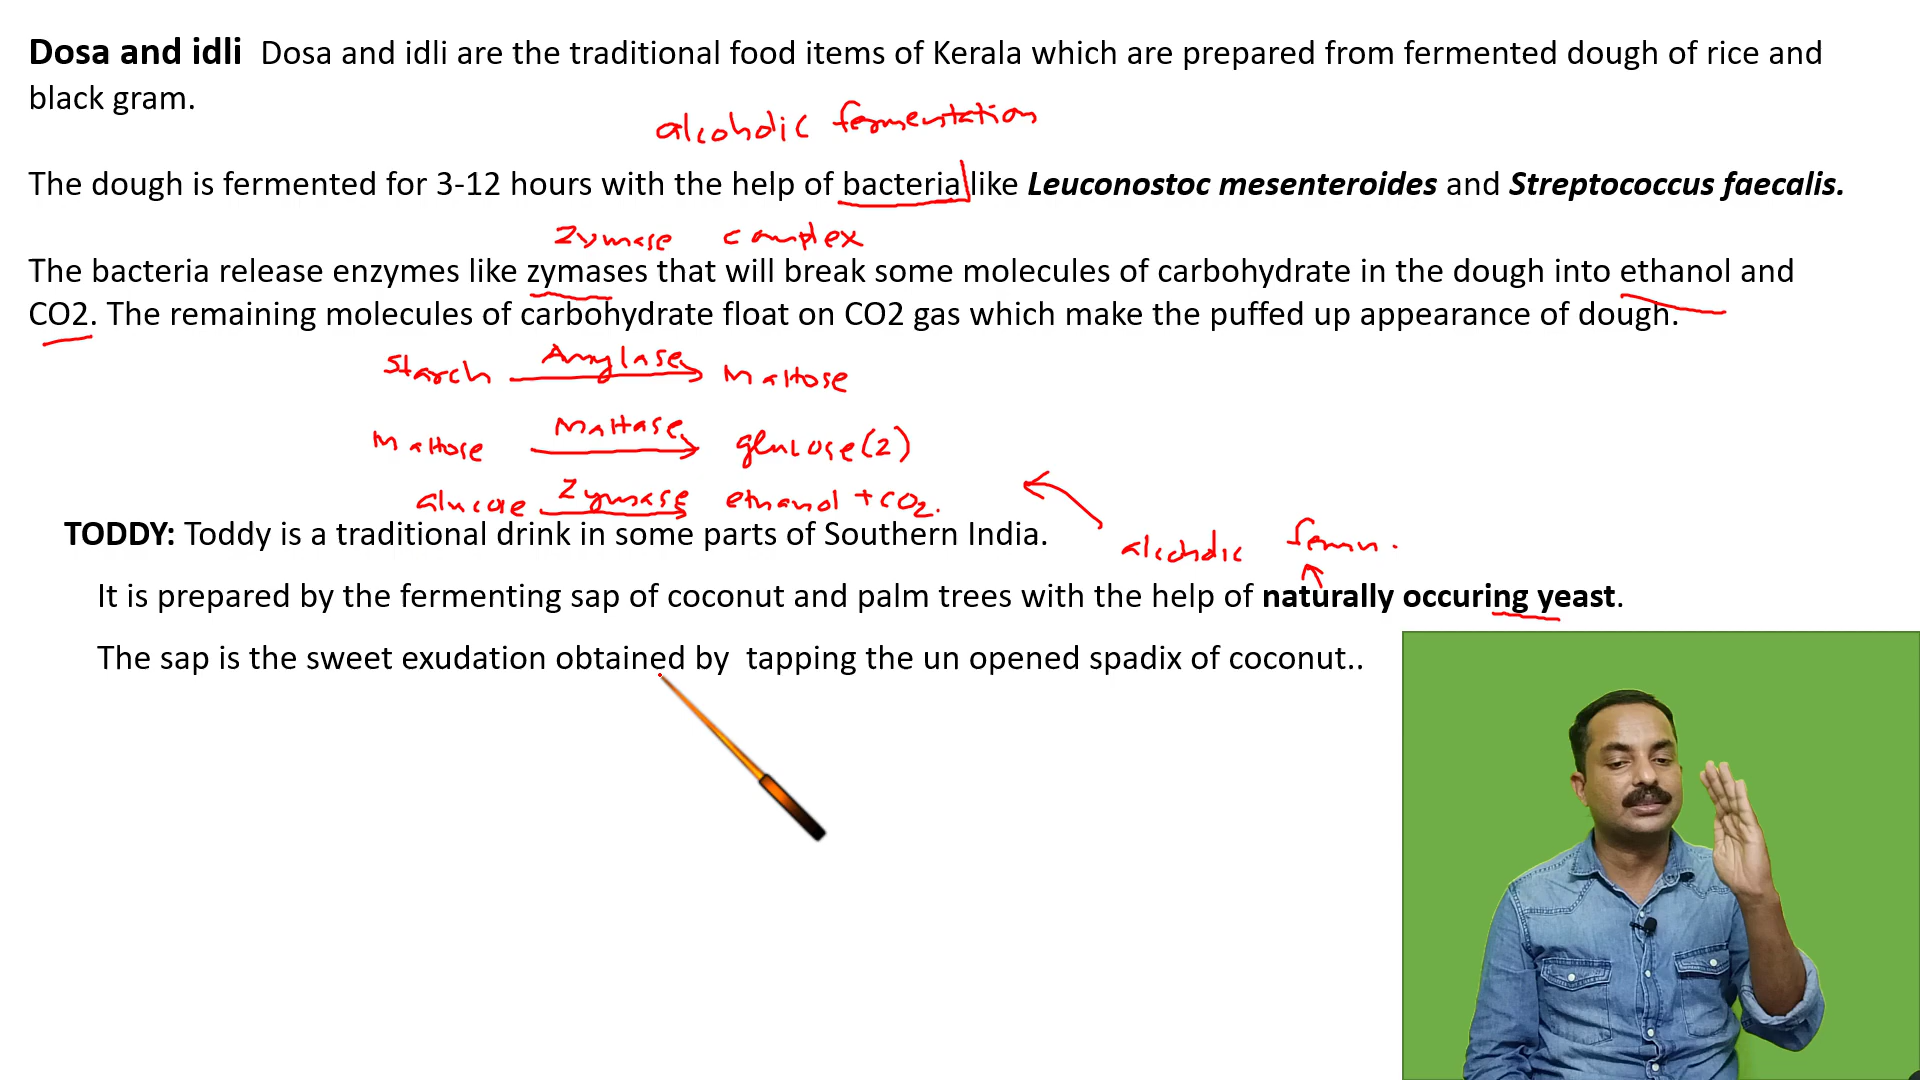 Dosa and idli Dosa and idli are the traditional food items of Kerala which are prepared from fermented dough of rice and
black gram.
alcoholic fermentation
The dough is fermented for 3-12 hours with the help of bacteria like Leuconostoc mesenteroides and Streptococcus faecalis.
Zymase complex
The bacteria release enzymes like zymases that will break some molecules of carbohydrate in the dough into ethanol and
CO2. The remaining molecules of carbohydrate float on CO2 gas which make the puffed up appearance of dough.
Starch Amylase Maltose
Maltose Maltase glucose(2)
Glucose Zymase ethanol + CO2.
TODDY: Toddy is a traditional drink in some parts of Southern India.
alcoholic
It is prepared by the fermenting sap of coconut and palm trees with the help of naturally occuring yeast.
The sap is the sweet exudation obtained by tapping the un opened spadix of coconut..